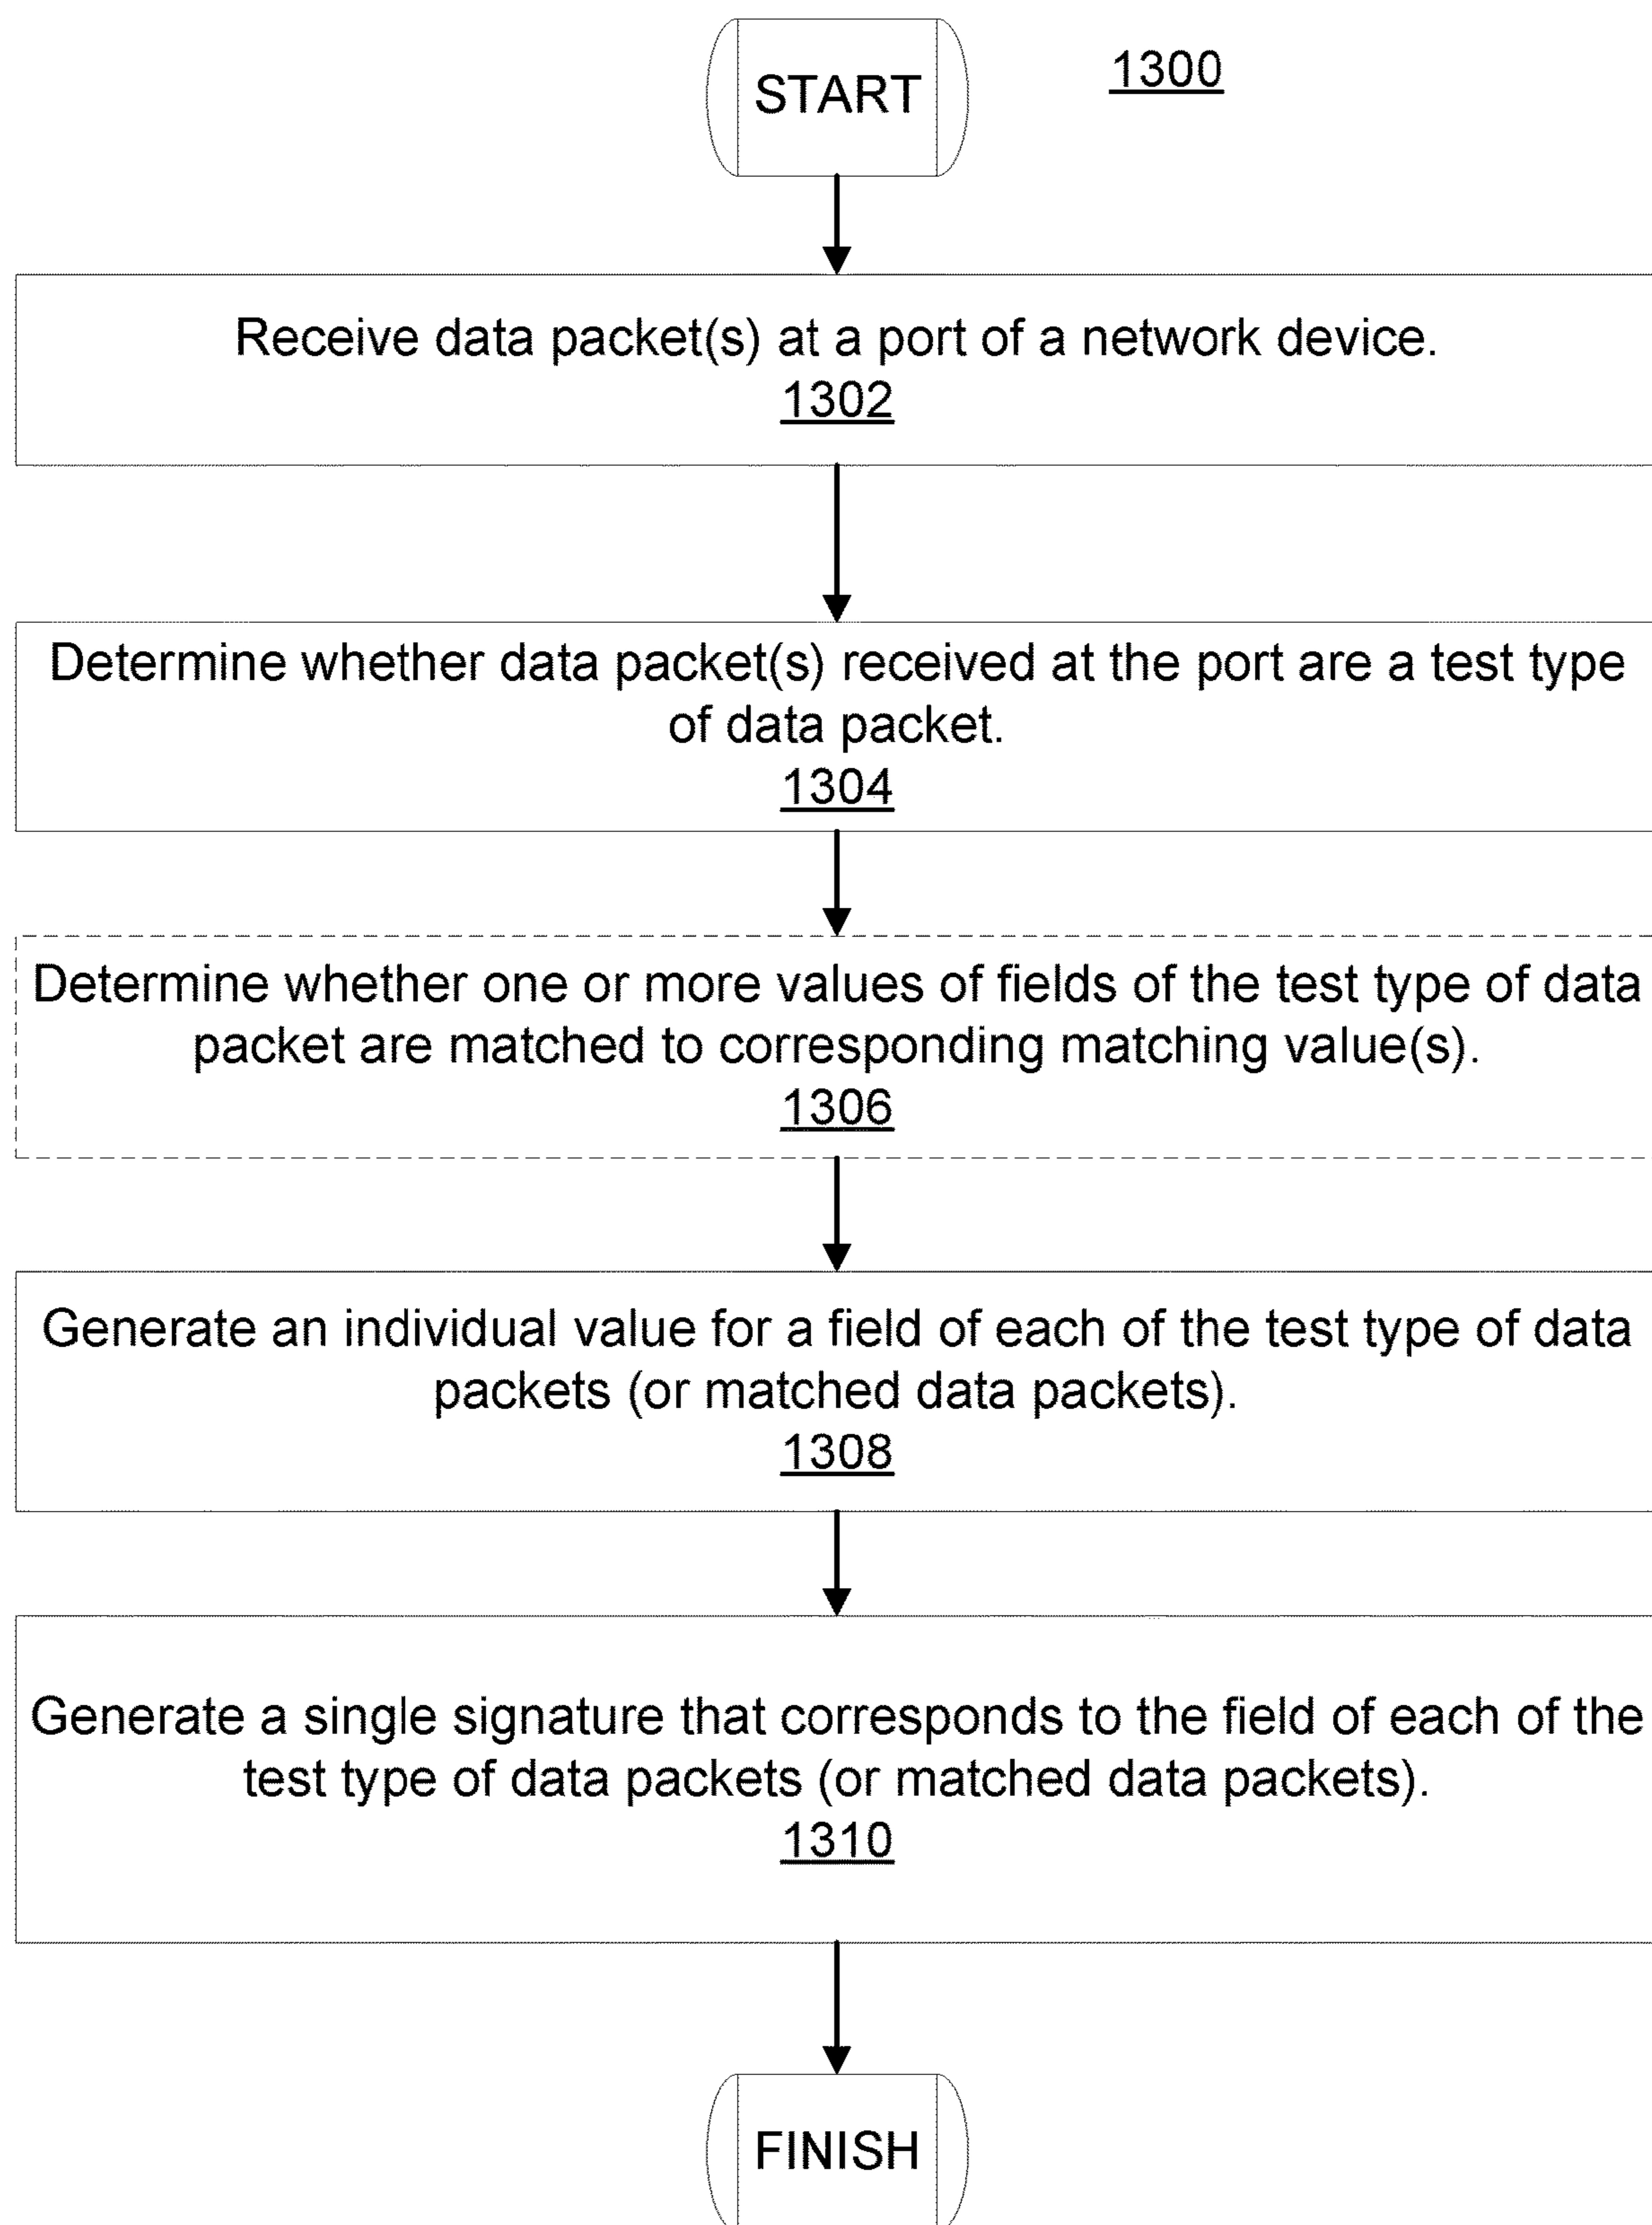 START
1300
Receive data packet(s) at a port of a network device.
1302
Determine whether data packet(s) received at the port are a test type
of data packet.
1304
Determine whether one or more values of fields of the test type of data
packet are matched to corresponding matching value(s).
1306
Generate an individual value for a field of each of the test type of data
packets (or matched data packets).
1308
Generate a single signature that corresponds to the field of each of the
test type of data packets (or matched data packets).
1310
FINISH